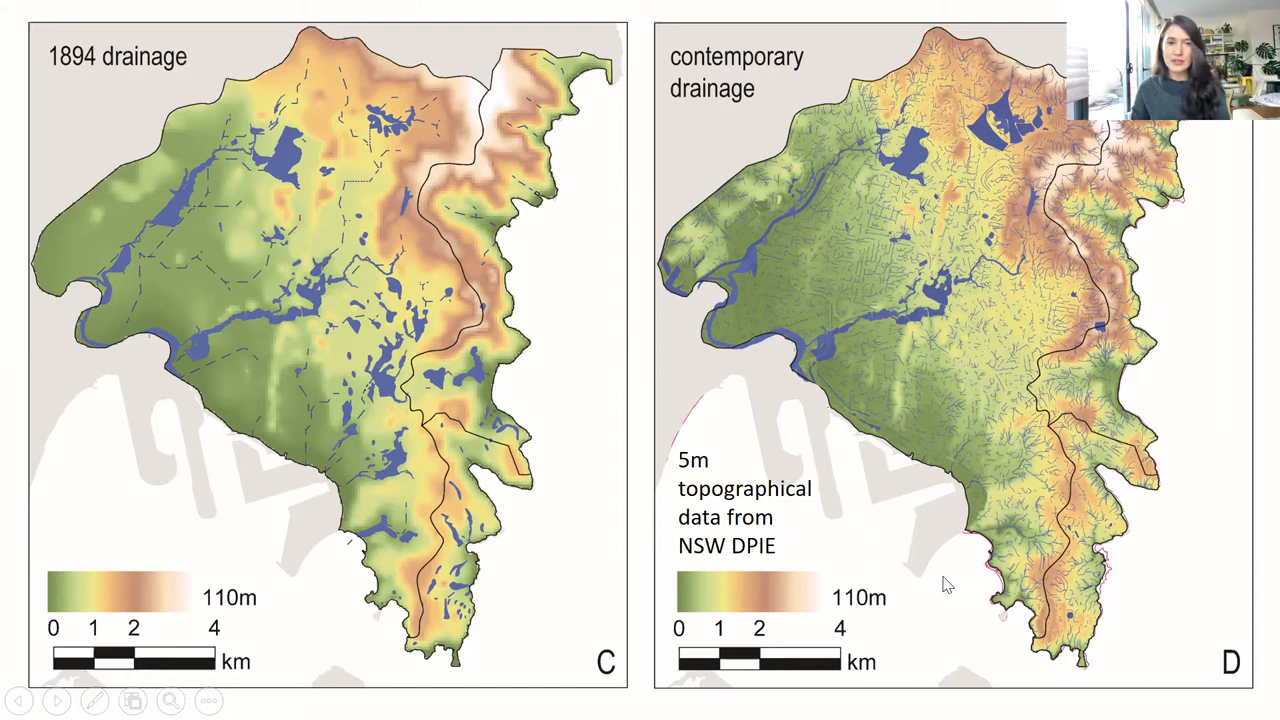 1894 drainage
110m
0 1 2 4
km
C
contemporary
drainage
5m
topographical
data from
NSW DPIE
110m
0 1 2 4
km
D